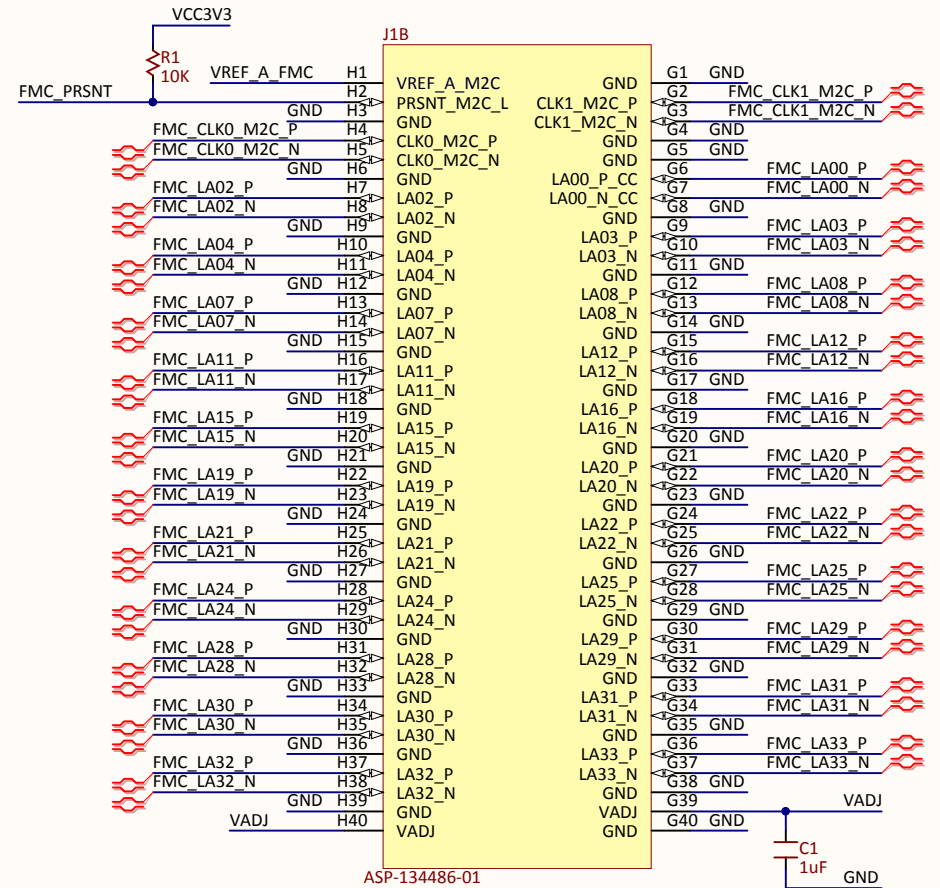 VCC3V3
R1
10K
FMC_PRSNT
J1B
VREF_A_FMC H1 VREF_A_M2C GND G1 GND
H2 PRSNT_M2C_L CLK1_M2C_P G2 FMC_CLK1_M2C_P
GND H3 GND CLK1_M2C_N G3 FMC_CLK1_M2C_N
FMC_CLK0_M2C_P H4 CLK0_M2C_P GND G4 GND
FMC_CLK0_M2C_N H5 CLK0_M2C_N GND G5 GND
GND H6 GND LA00_P_CC G6 FMC_LA00_P
FMC_LA02_P H7 LA02_P LA00_N_CC G7 FMC_LA00_N
FMC_LA02_N H8 LA02_N GND G8 GND
GND H9 GND LA03_P G9 FMC_LA03_P
FMC_LA04_P H10 LA04_P LA03_N G10 FMC_LA03_N
FMC_LA04_N H11 LA04_N GND G11 GND
GND H12 GND LA08_P G12 FMC_LA08_P
FMC_LA07_P H13 LA07_P LA08_N G13 FMC_LA08_N
FMC_LA07_N H14 LA07_N GND G14 GND
GND H15 GND LA12_P G15 FMC_LA12_P
FMC_LA11_P H16 LA11_P LA12_N G16 FMC_LA12_N
FMC_LA11_N H17 LA11_N GND G17 GND
GND H18 GND LA16_P G18 FMC_LA16_P
FMC_LA15_P H19 LA15_P LA16_N G19 FMC_LA16_N
FMC_LA15_N H20 LA15_N GND G20 GND
GND H21 GND LA20_P G21 FMC_LA20_P
FMC_LA19_P H22 LA19_P LA20_N G22 FMC_LA20_N
FMC_LA19_N H23 LA19_N GND G23 GND
GND H24 GND LA22_P G24 FMC_LA22_P
FMC_LA21_P H25 LA21_P LA22_N G25 FMC_LA22_N
FMC_LA21_N H26 LA21_N GND G26 GND
GND H27 GND LA25_P G27 FMC_LA25_P
FMC_LA24_P H28 LA24_P LA25_N G28 FMC_LA25_N
FMC_LA24_N H29 LA24_N GND G29 GND
GND H30 GND LA29_P G30 FMC_LA29_P
FMC_LA28_P H31 LA28_P LA29_N G31 FMC_LA29_N
FMC_LA28_N H32 LA28_N GND G32 GND
GND H33 GND LA31_P G33 FMC_LA31_P
FMC_LA30_P H34 LA30_P LA31_N G34 FMC_LA31_N
FMC_LA30_N H35 LA30_N GND G35 GND
GND H36 GND LA33_P G36 FMC_LA33_P
FMC_LA32_P H37 LA32_P LA33_N G37 FMC_LA33_N
FMC_LA32_N H38 LA32_N GND G38 GND
GND H39 GND VADJ G39 VADJ
VADJ H40 VADJ GND G40 GND
C1
1uF
GND
ASP-134486-01